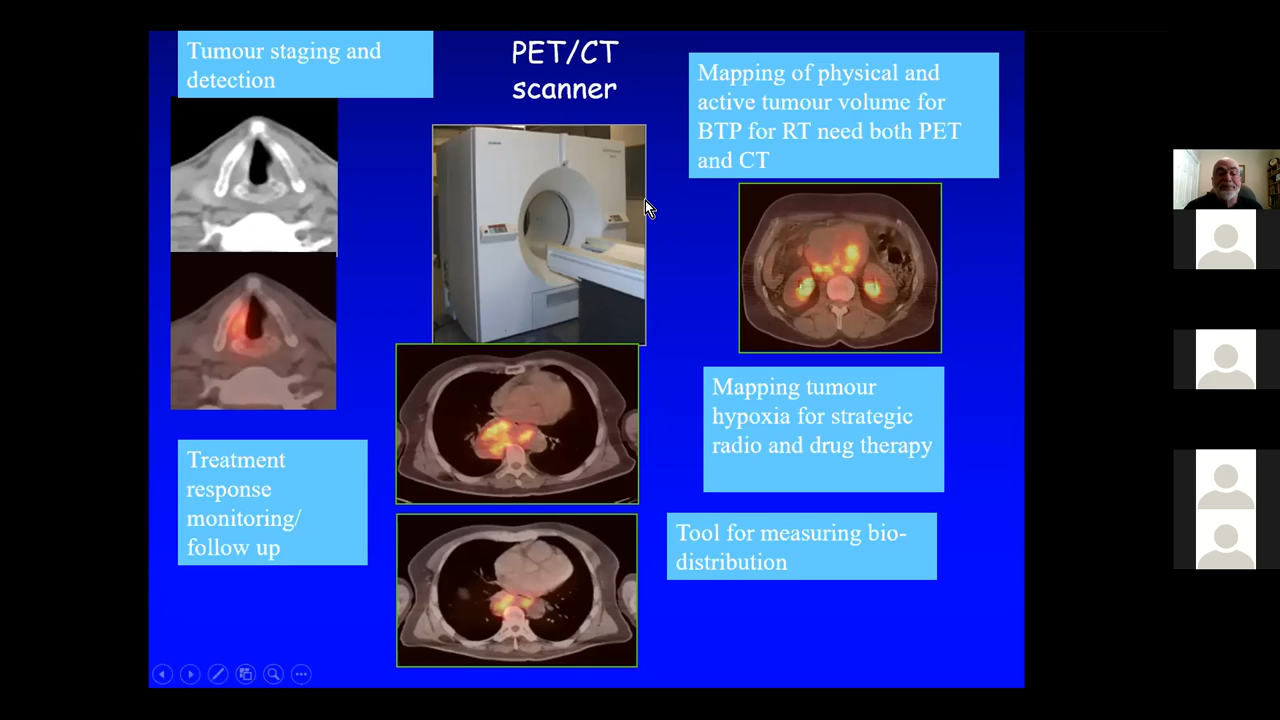 Tumour staging and
detection
PET/CT
scanner
Mapping of physical and
active tumour volume for
BTP for RT need both PET
and CT
Mapping tumour
hypoxia for strategic
radio and drug therapy
Treatment
response
monitoring/
follow up
Tool for measuring bio-
distribution